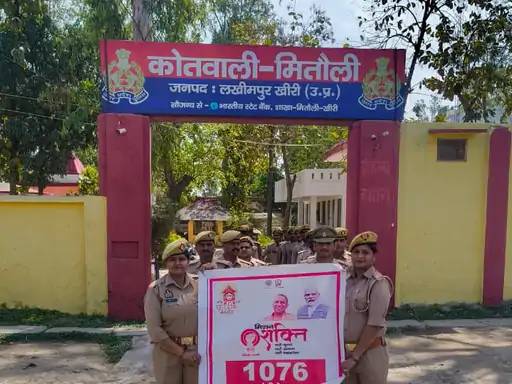 कोतवाली-मितौली
जनपद : लखीमपुर खीरी (उ.प्र.)
सौजन्य से - भारतीय स्टेट बैंक, शाखा-मितौली-खीरी
मिशन
शक्ति
1076